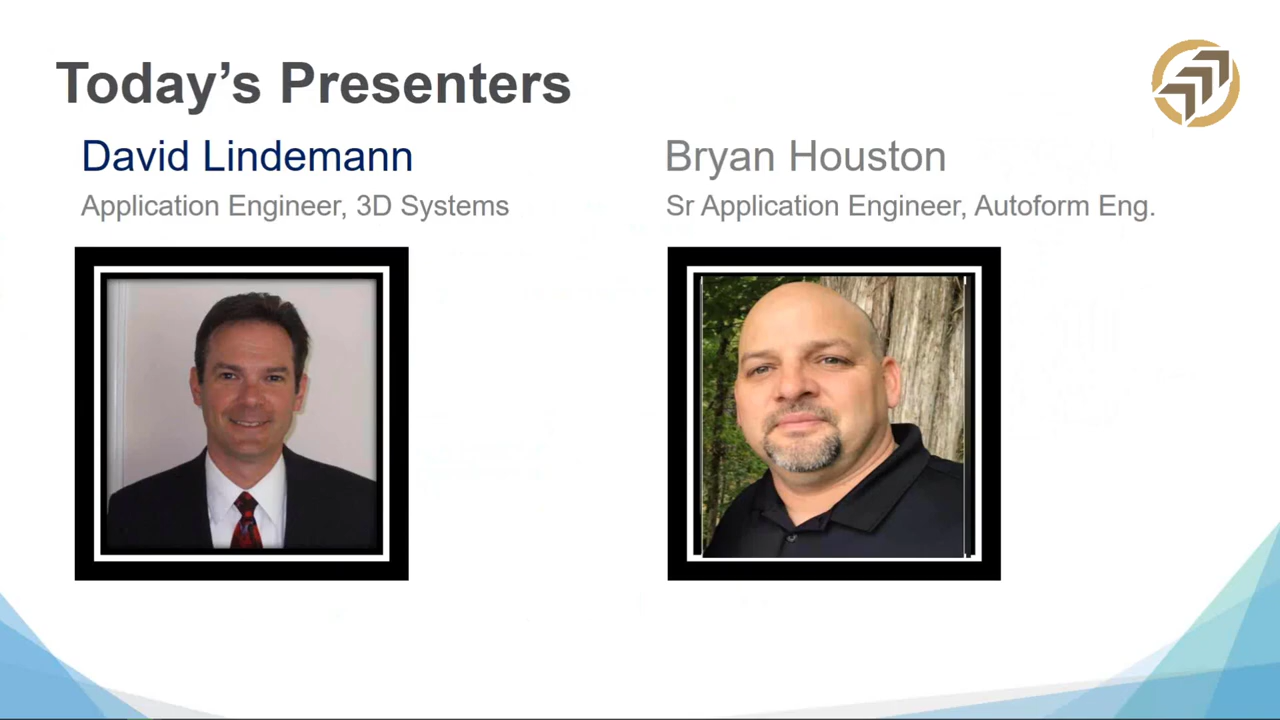 Today’s Presenters
David Lindemann
Application Engineer, 3D Systems
Bryan Houston
Sr Application Engineer, Autoform Eng.